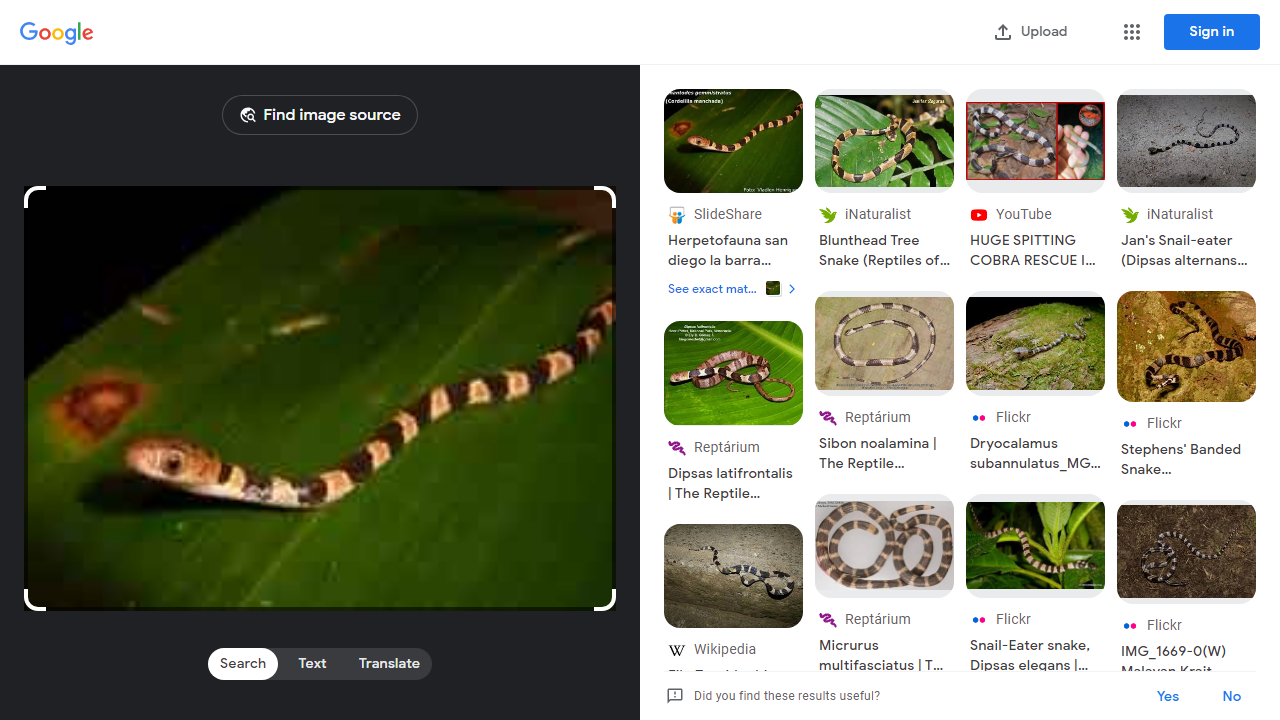 Google
Upload
Sign in
Find image source
Search
Text
Translate
(Cordelilla manchada)
SlideShare
Herpetofauna san
diego la barra...
See exact mat...
iNaturalist
Blunthead Tree
Snake (Reptiles of...
YouTube
HUGE SPITTING
COBRA RESCUE I...
iNaturalist
Jan's Snail-eater
(Dipsas alternans...
Reptárium
Dipsas latifrontalis
| The Reptile...
Reptárium
Sibon noalamina |
The Reptile...
Flickr
Dryocalamus
subannulatus_MG...
Flickr
Stephens' Banded
Snake...
Wikipedia
Reptárium
Micrurus
multifasciatus | T...
Flickr
Snail-Eater snake,
Dipsas elegans |...
Flickr
IMG_1669-0(W)
Malayan Krait
Did you find these results useful?
Yes
No